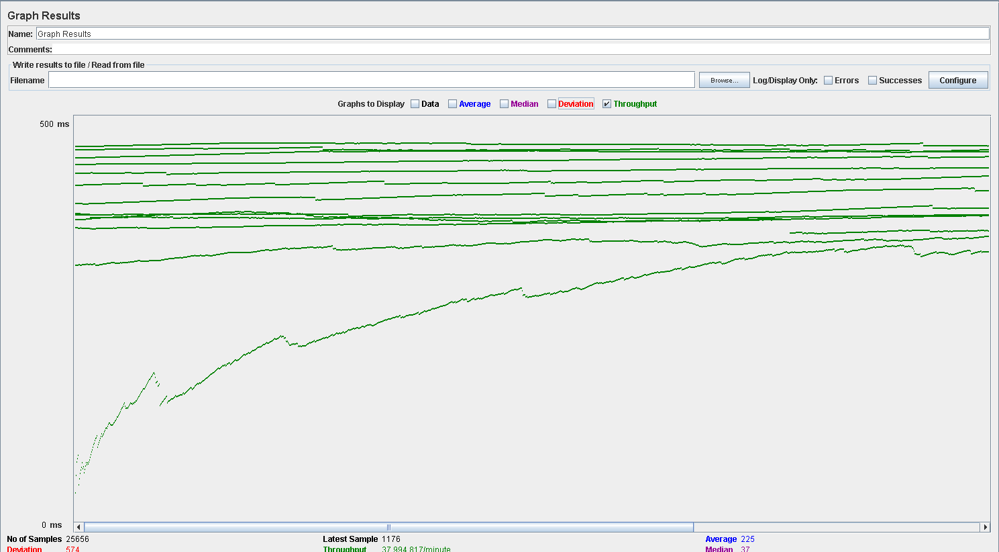 Graph Results
Name: Graph Results
Comments:
Write results to file / Read from file
Filename Browse... Log/Display Only: Errors Successes Configure
Graphs to Display Data Average Median Deviation Throughput
500 ms
0 ms
No of Samples 25656 Latest Sample 1176 Average 225
Deviation 574 Throughput 37,994.817/minute Median 37